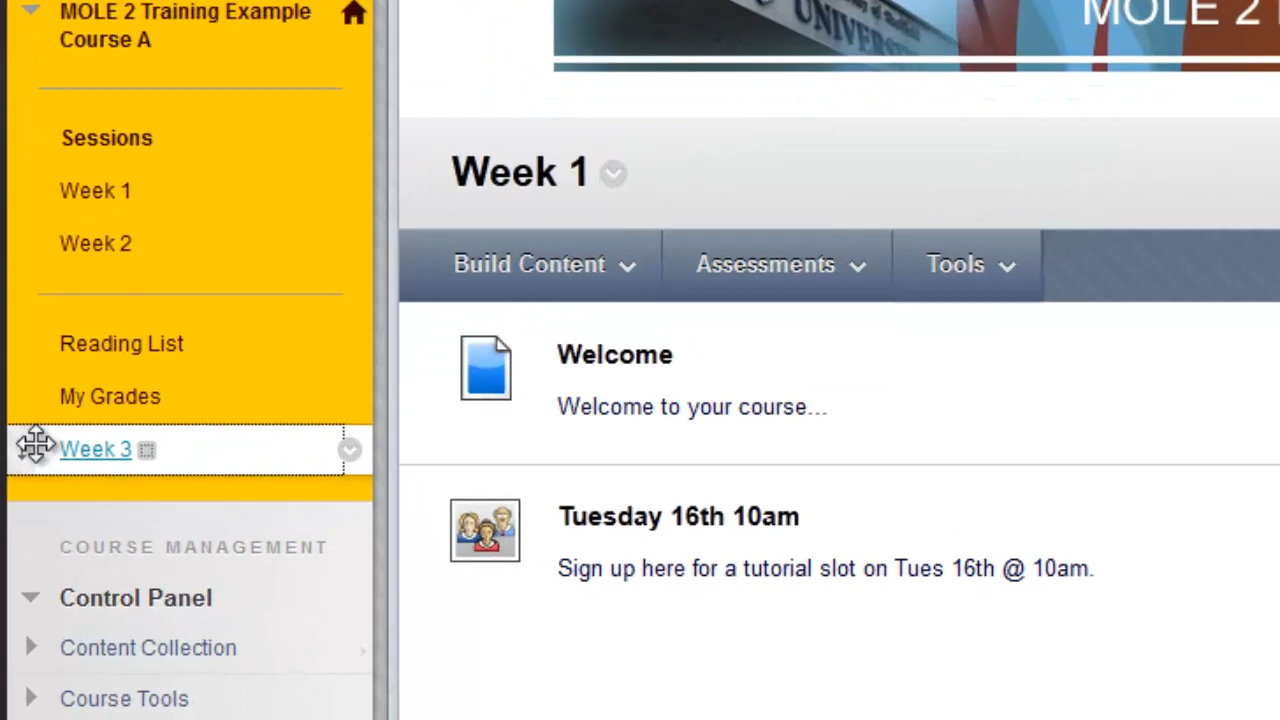 MOLE 2 Training Example
Course A
Sessions
Week 1
Week 2
Reading List
My Grades
Week 3
COURSE MANAGEMENT
Control Panel
Content Collection
Course Tools
UNIVERS
MOLE 2
Week 1
Build Content
Assessments
Tools
Welcome
Welcome to your course...
Tuesday 16th 10am
Sign up here for a tutorial slot on Tues 16th @ 10am.